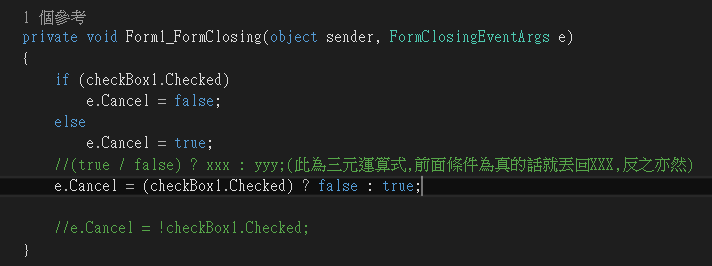 1 個參考
private void Form1_FormClosing(object sender, FormClosingEventArgs e)
{
if (checkBox1.Checked)
e.Cancel = false;
else
e.Cancel = true;
//(true / false) ? xxx : yyy;(此為三元運算式,前面條件為真的話就丟回XXX,反之亦然)
e.Cancel = (checkBox1.Checked) ? false : true;
//e.Cancel = !checkBox1.Checked;
}